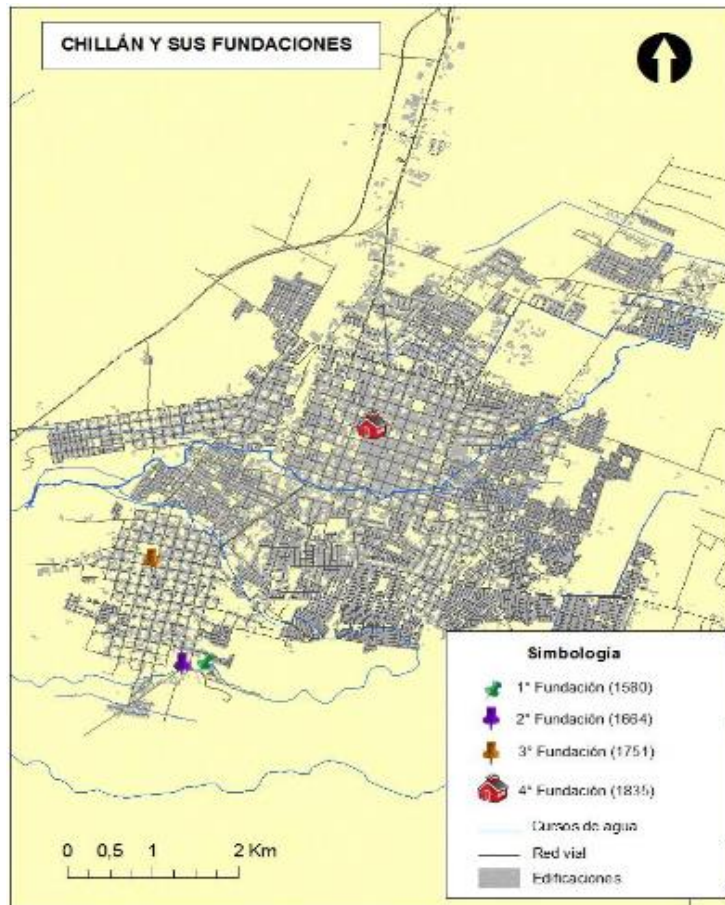 CHILLÁN Y SUS FUNDACIONES
Simbología
1° Fundación (1580)
2° Fundación (1664)
3° Fundación (1751)
4° Fundación (1835)
Cursos de agua
Red vial
Edificaciones
0 0,5 1 2 Km